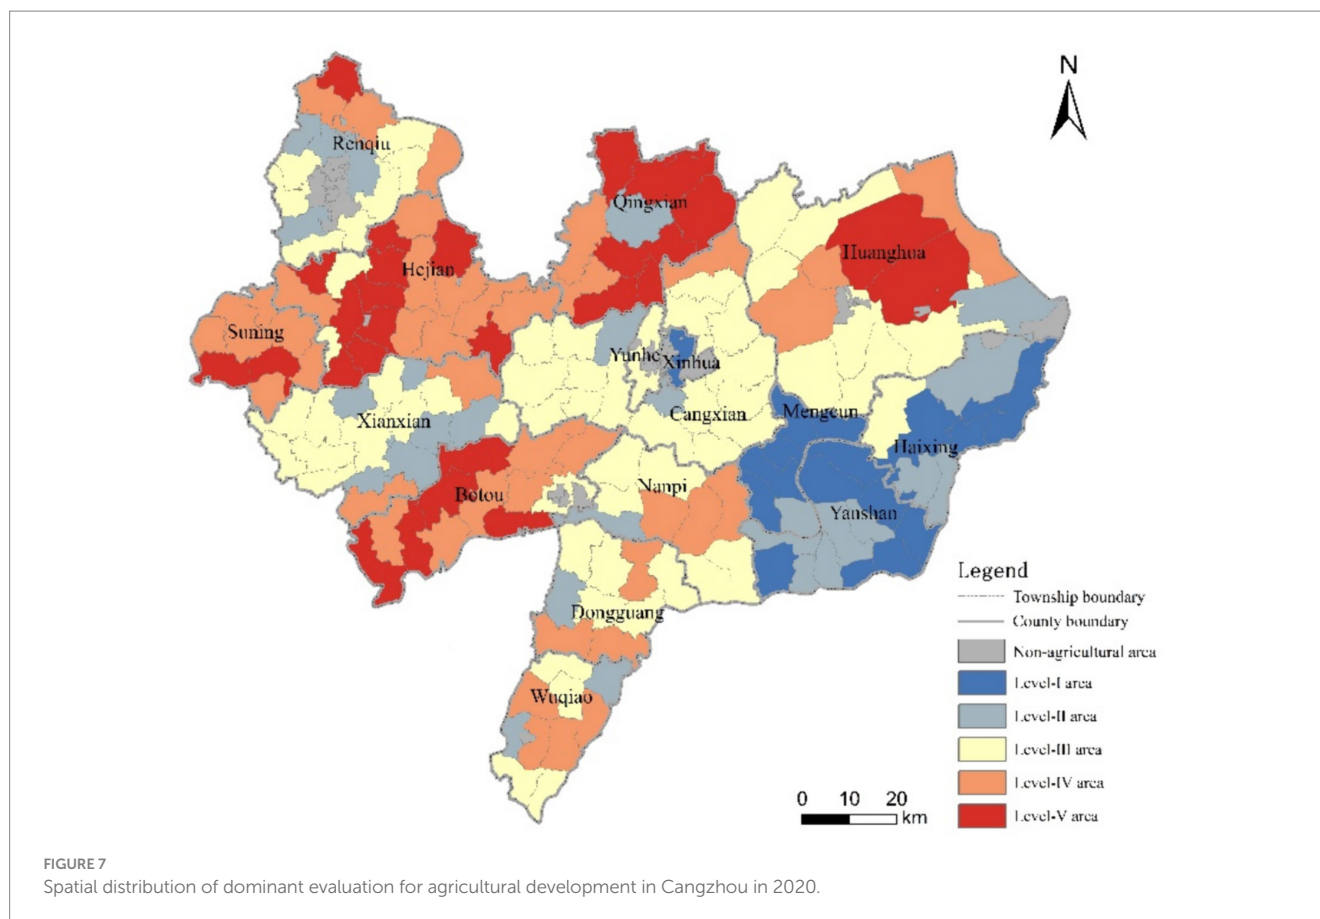 N
Renqiu
Qingxian
Huanghua
Hejian
Suning
Yunhe
Xinhua
Xianxian
Cangxian
Mengcun
Haixing
Nanpi
Botou
Yanshan
Dongguang
Wuqiao
Legend
Township boundary
County boundary
Non-agricultural area
Level-I area
Level-II area
Level-III area
Level-IV area
Level-V area
0 10 20
km
FIGURE 7
Spatial distribution of dominant evaluation for agricultural development in Cangzhou in 2020.